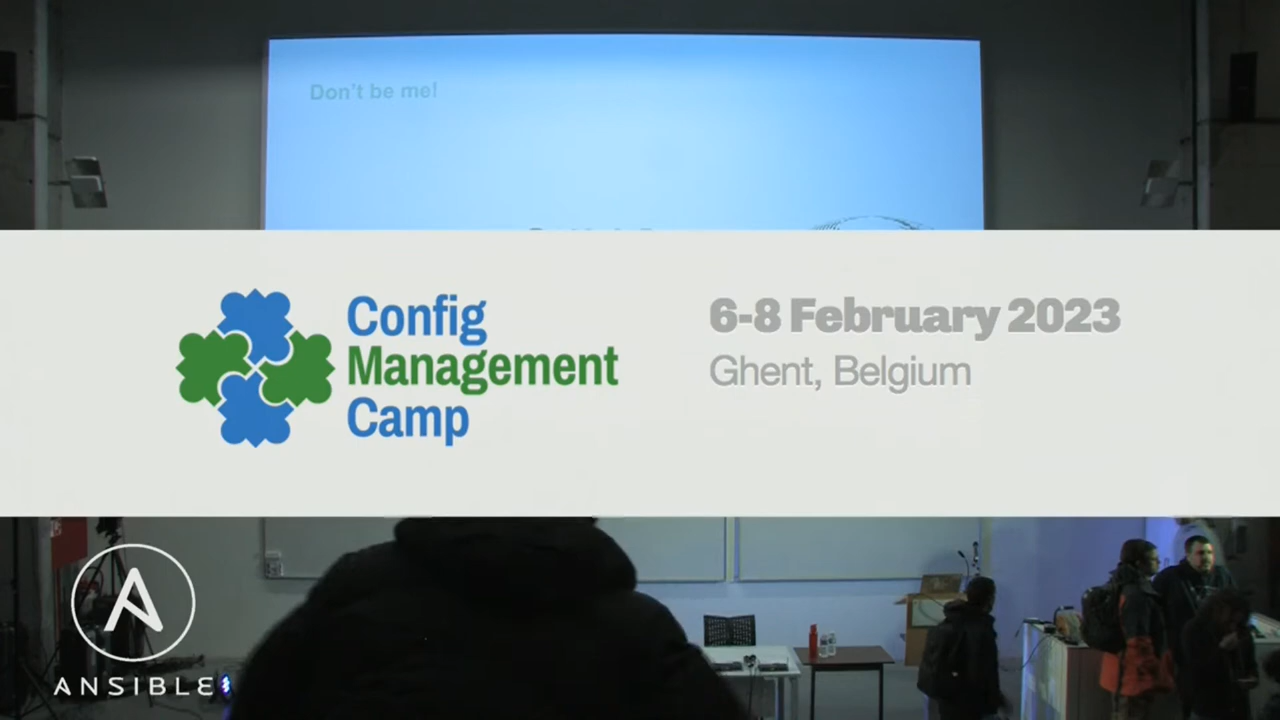 Don't be me!
Config
Management
Camp
6-8 February 2023
Ghent, Belgium
ANSIBLE